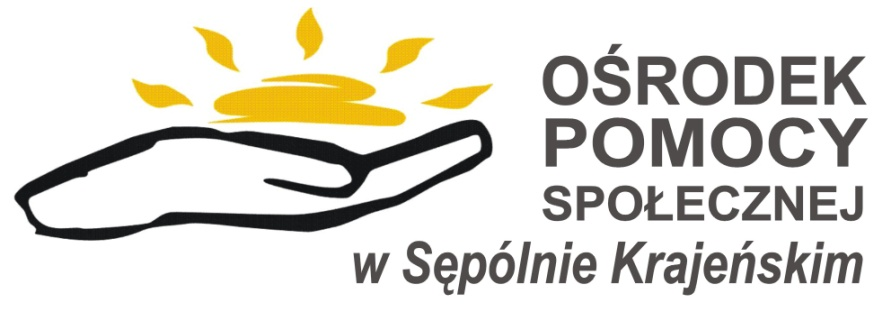 OŚRODEK
POMOCY
SPOŁECZNEJ
w Sępólnie Krajeńskim